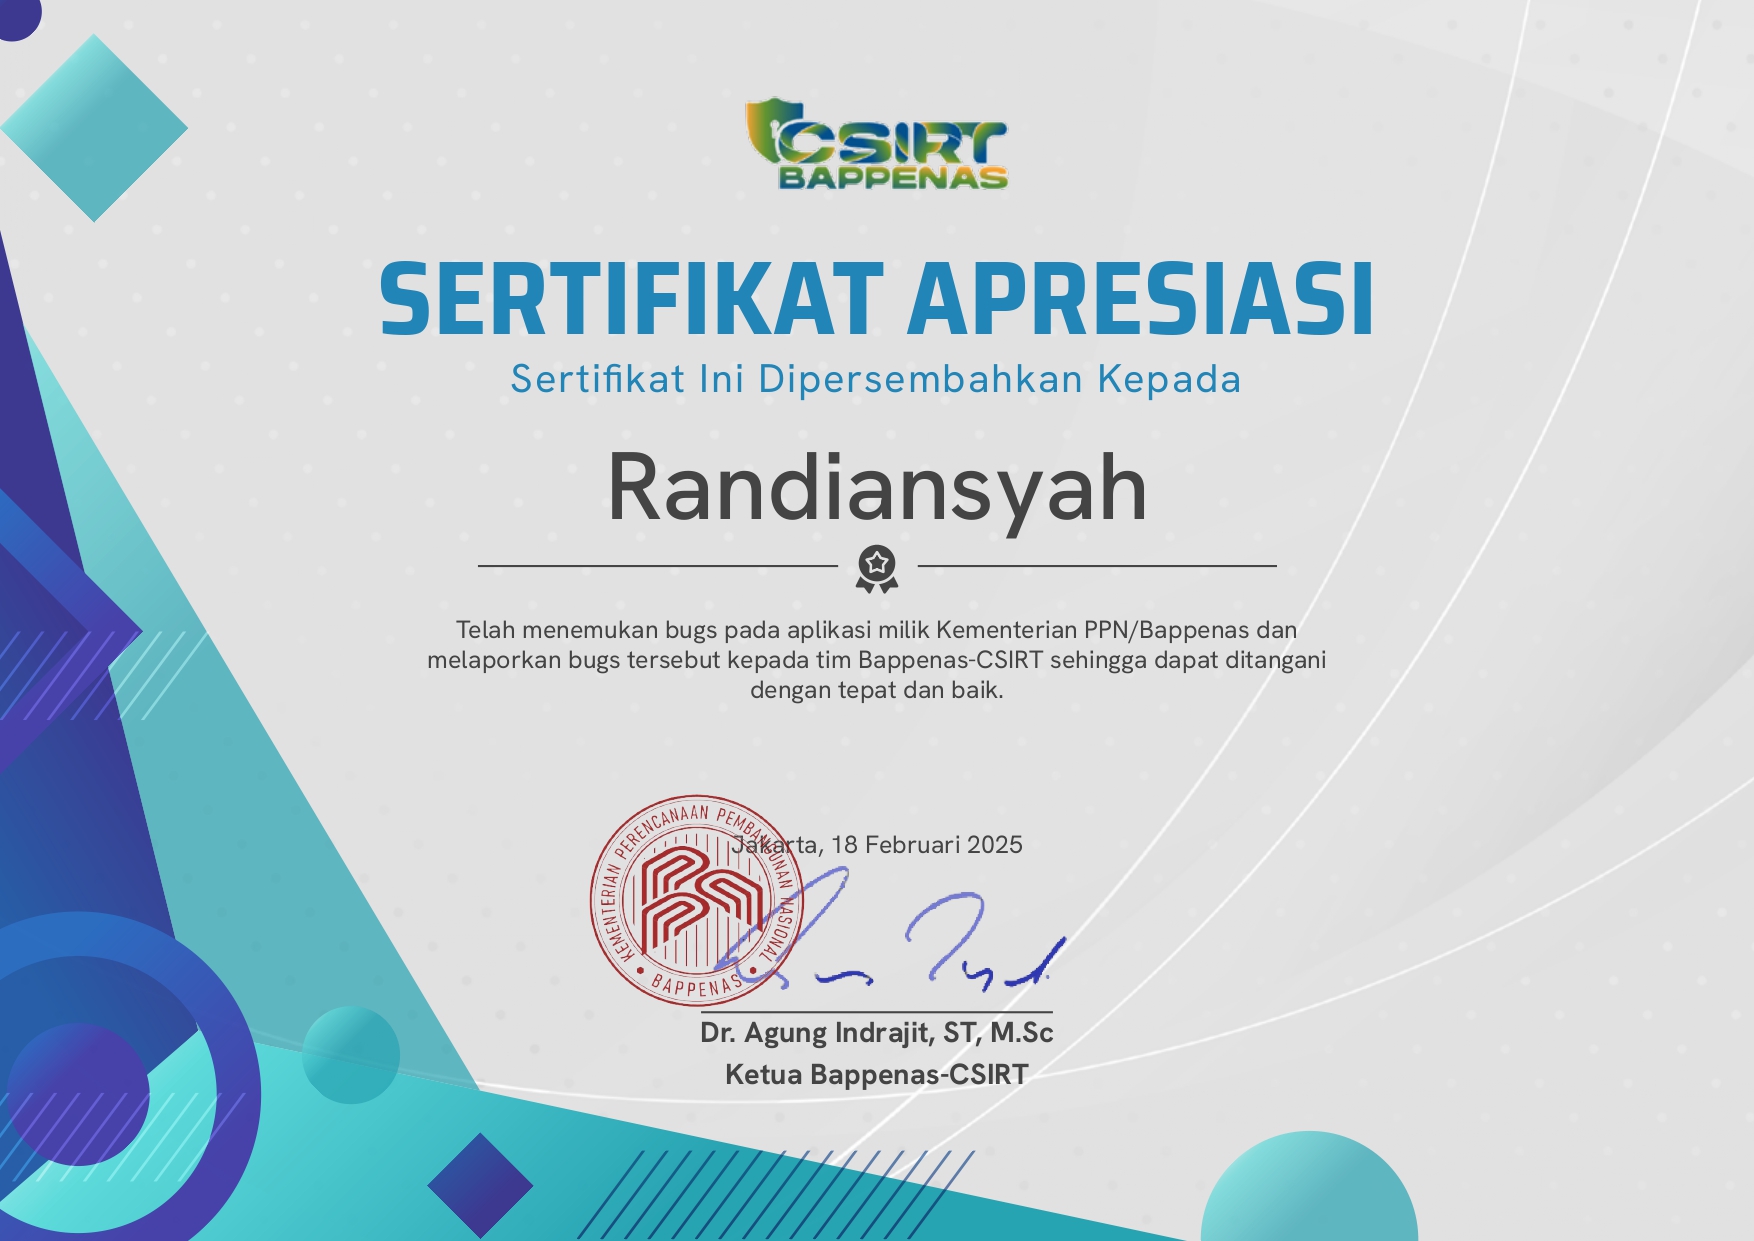 CSIRT
BAPPENAS
SERTIFIKAT APRESIASI
Sertifikat Ini Dipersembahkan Kepada
Randiansyah
Telah menemukan bugs pada aplikasi milik Kementerian PPN/Bappenas dan
melaporkan bugs tersebut kepada tim Bappenas-CSIRT sehingga dapat ditangani
dengan tepat dan baik.
KEMENTERIAN PERENCANAAN PEMBANGUNAN NASIONAL
BAPPENAS
Jakarta, 18 Februari 2025
Dr. Agung Indrajit, ST, M.Sc
Ketua Bappenas-CSIRT